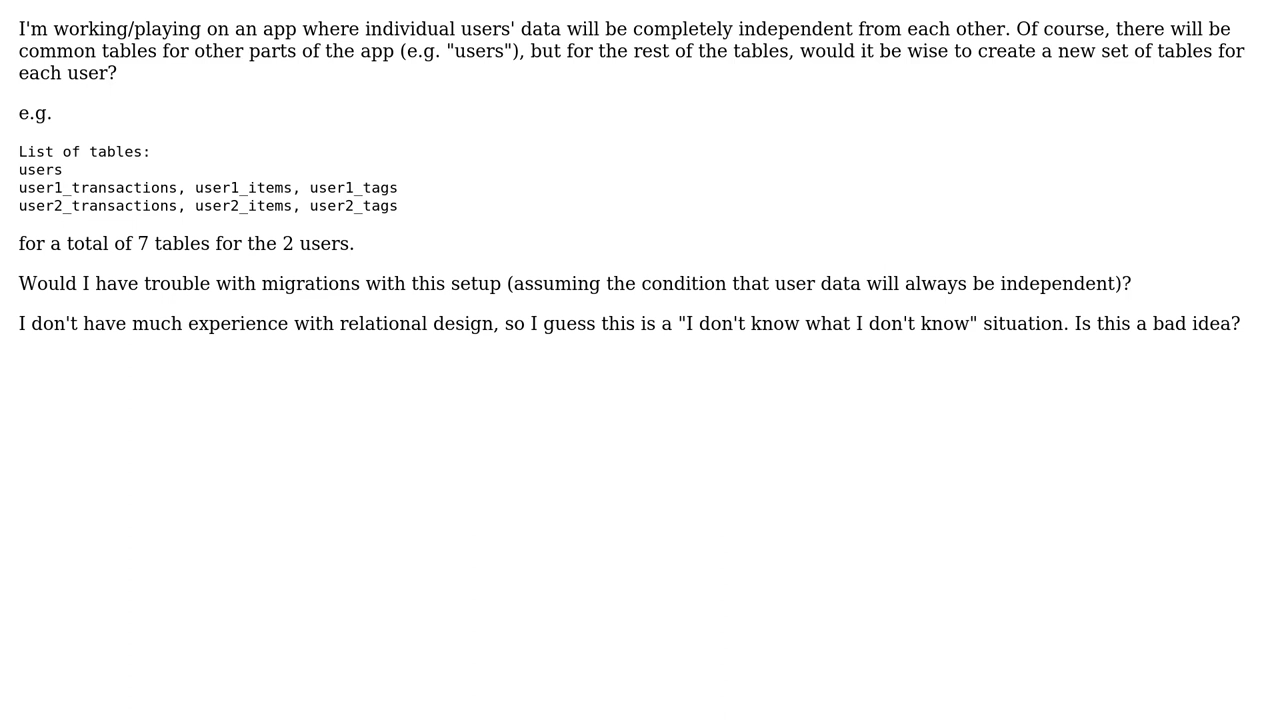 I'm working/playing on an app where individual users' data will be completely independent from each other. Of course, there will be
common tables for other parts of the app (e.g. "users"), but for the rest of the tables, would it be wise to create a new set of tables for
each user?
e.g.
List of tables:
users
user1_transactions, user1_items, user1_tags
user2_transactions, user2_items, user2_tags
for a total of 7 tables for the 2 users.
Would I have trouble with migrations with this setup (assuming the condition that user data will always be independent)?
I don't have much experience with relational design, so I guess this is a "I don't know what I don't know" situation. Is this a bad idea?